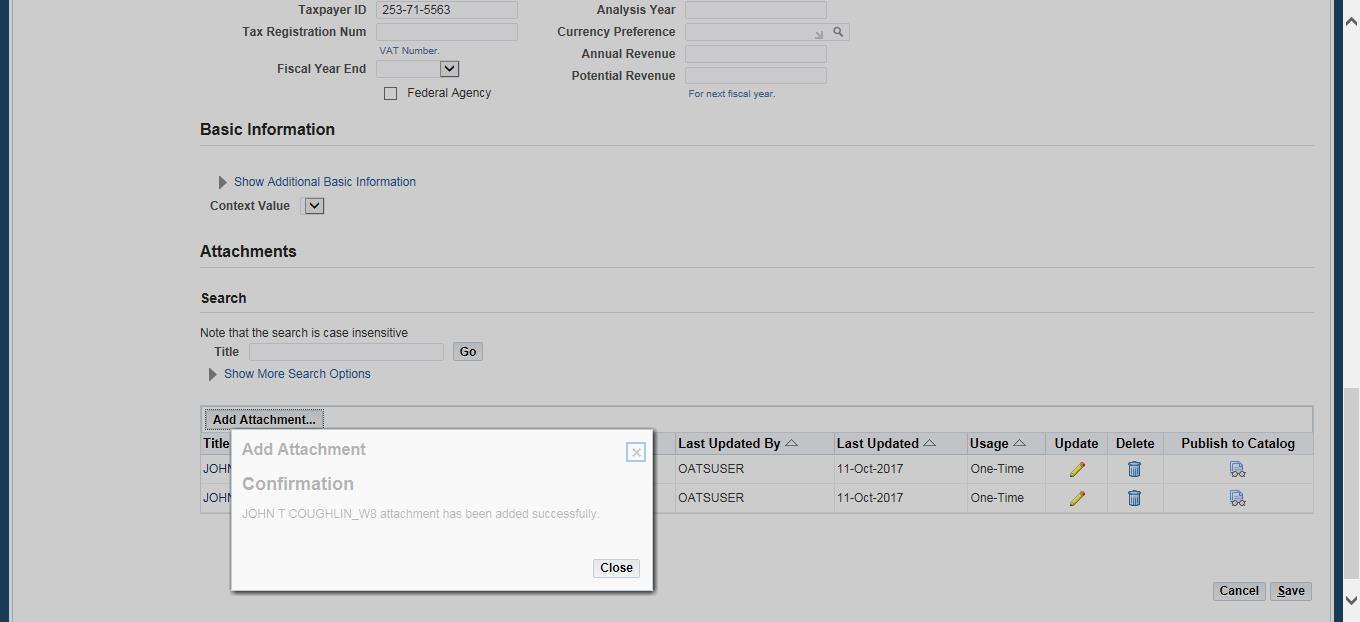 Taxpayer ID 253-71-5563 Analysis Year
Tax Registration Num Currency Preference
VAT Number. Annual Revenue
Fiscal Year End Potential Revenue
Federal Agency For next fiscal year.
Basic Information
Show Additional Basic Information
Context Value
Attachments
Search
Note that the search is case insensitive
Title Go
Show More Search Options
Add Attachment...
Title Last Updated By Last Updated Usage Update Delete Publish to Catalog
JOHN OATSUSER 11-Oct-2017 One-Time
JOHN OATSUSER 11-Oct-2017 One-Time
Add Attachment
Confirmation
JOHN T COUGHLIN_W8 attachment has been added successfully.
Close
Cancel Save